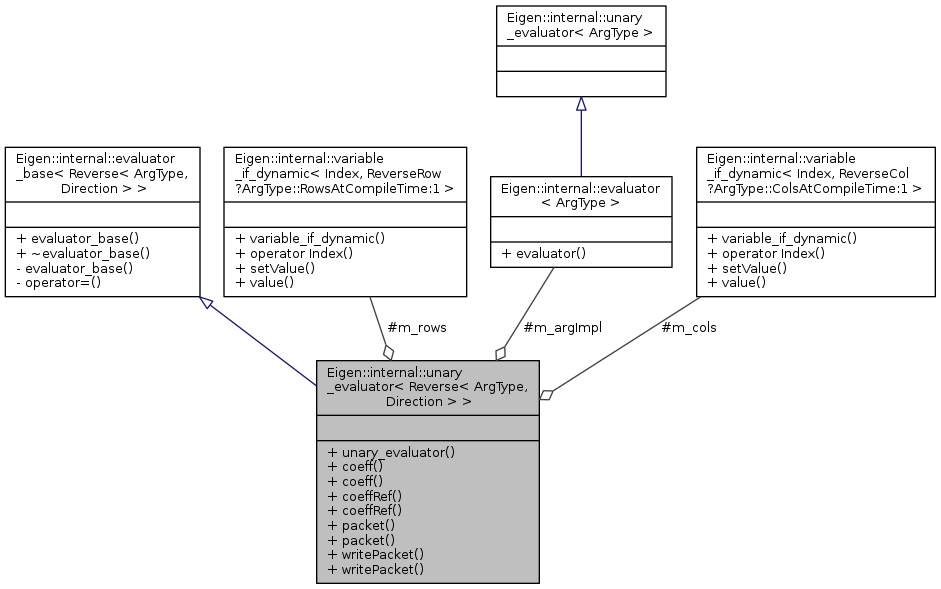 Eigen::internal::unary
_evaluator< ArgType >
Eigen::internal::evaluator
_base< Reverse< ArgType,
Direction > >
+ evaluator_base()
+ ~evaluator_base()
- evaluator_base()
- operator=()
Eigen::internal::variable
_if_dynamic< Index, ReverseRow
?ArgType::RowsAtCompileTime:1 >
+ variable_if_dynamic()
+ operator Index()
+ setValue()
+ value()
Eigen::internal::evaluator
< ArgType >
+ evaluator()
Eigen::internal::variable
_if_dynamic< Index, ReverseCol
?ArgType::ColsAtCompileTime:1 >
+ variable_if_dynamic()
+ operator Index()
+ setValue()
+ value()
#m_rows
#m_argImpl
#m_cols
Eigen::internal::unary
_evaluator< Reverse< ArgType,
Direction > >
+ unary_evaluator()
+ coeff()
+ coeff()
+ coeffRef()
+ coeffRef()
+ packet()
+ packet()
+ writePacket()
+ writePacket()